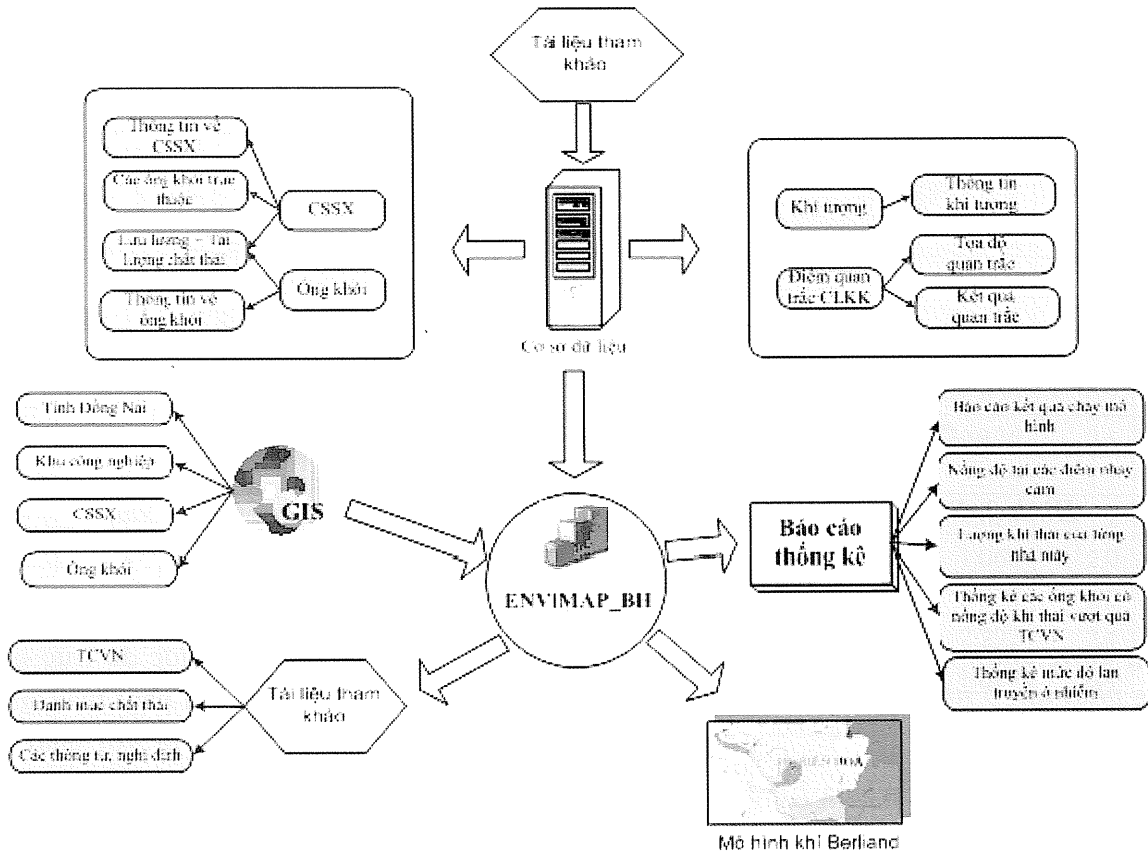 Tài liệu tham
khảo
Thông tin về
CSSX
Các ống khói trực
thuộc
Lưu lượng – Tải
Lượng chất thải
Thông tin về
ống khói
CSSX
Ống khói
Cơ sở dữ liệu
Khí tượng
Thông tin
khí tượng
Điểm quan
trắc CLKK
Tọa độ
quan trắc
Kết quả
quan trắc
Tỉnh Đồng Nai
Khu công nghiệp
CSSX
Ống khói
GIS
ENVIMAP_BH
Báo cáo
thống kê
Báo cáo kết quả chạy mô
hình
Nồng độ tại các điểm nhạy
cảm
Lượng khí thải của từng
nhà máy
Thống kê các ống khói có
nồng độ khí thải vượt quá
TCVN
Thống kê mức độ lan
truyền ô nhiễm
TCVN
Danh mục chất thải
Các thông tư, nghị định
Tài liệu tham
khảo
Mô hình khí Berliand